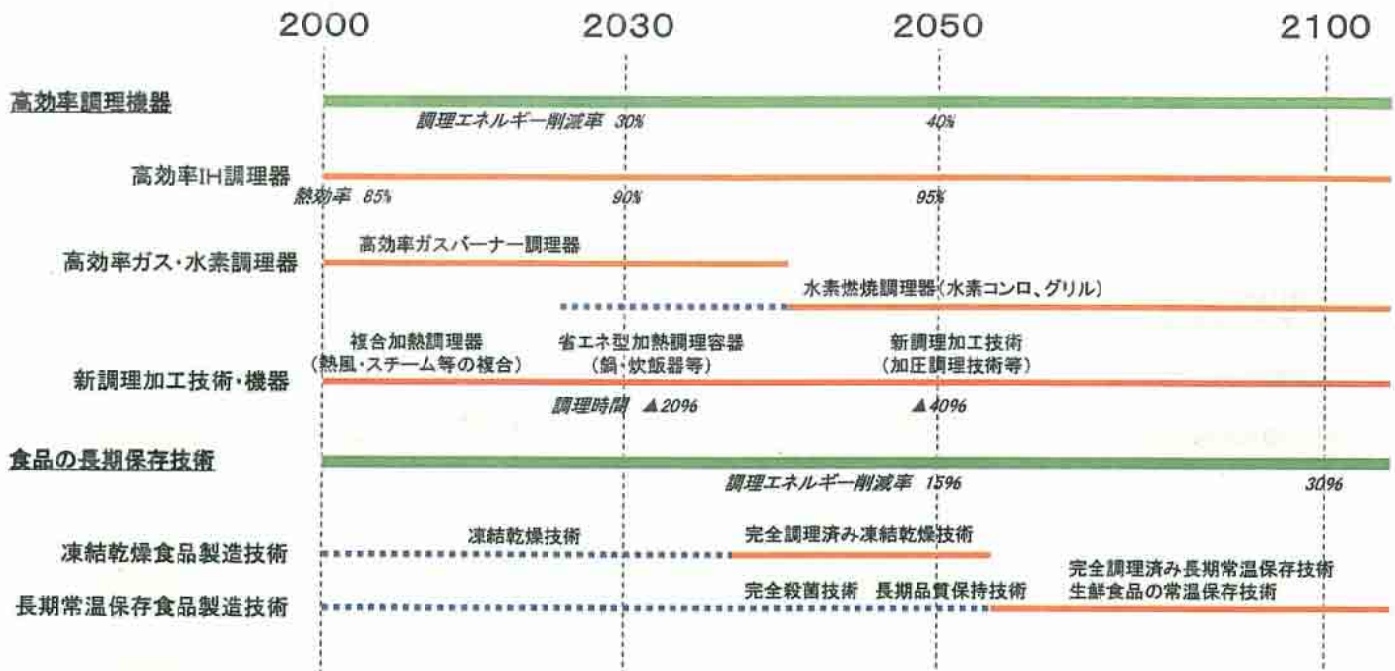 2000 2030 2050 2100
高効率調理機器
調理エネルギー削減率 30% 40%
高効率IH調理器
熱効率 85% 90% 95%
高効率ガスバーナー調理器
高効率ガス・水素調理器
水素燃焼調理器(水素コンロ、グリル)
複合加熱調理器 省エネ型加熱調理容器 新調理加工技術
(熱風・スチーム等の複合) (鍋・炊飯器等) (加圧調理技術等)
新調理加工技術・機器
調理時間 ▲20% ▲40%
食品の長期保存技術
調理エネルギー削減率 15% 30%
凍結乾燥技術 完全調理済み凍結乾燥技術
凍結乾燥食品製造技術
完全調理済み長期常温保存技術
完全殺菌技術 長期品質保持技術 生鮮食品の常温保存技術
長期常温保存食品製造技術